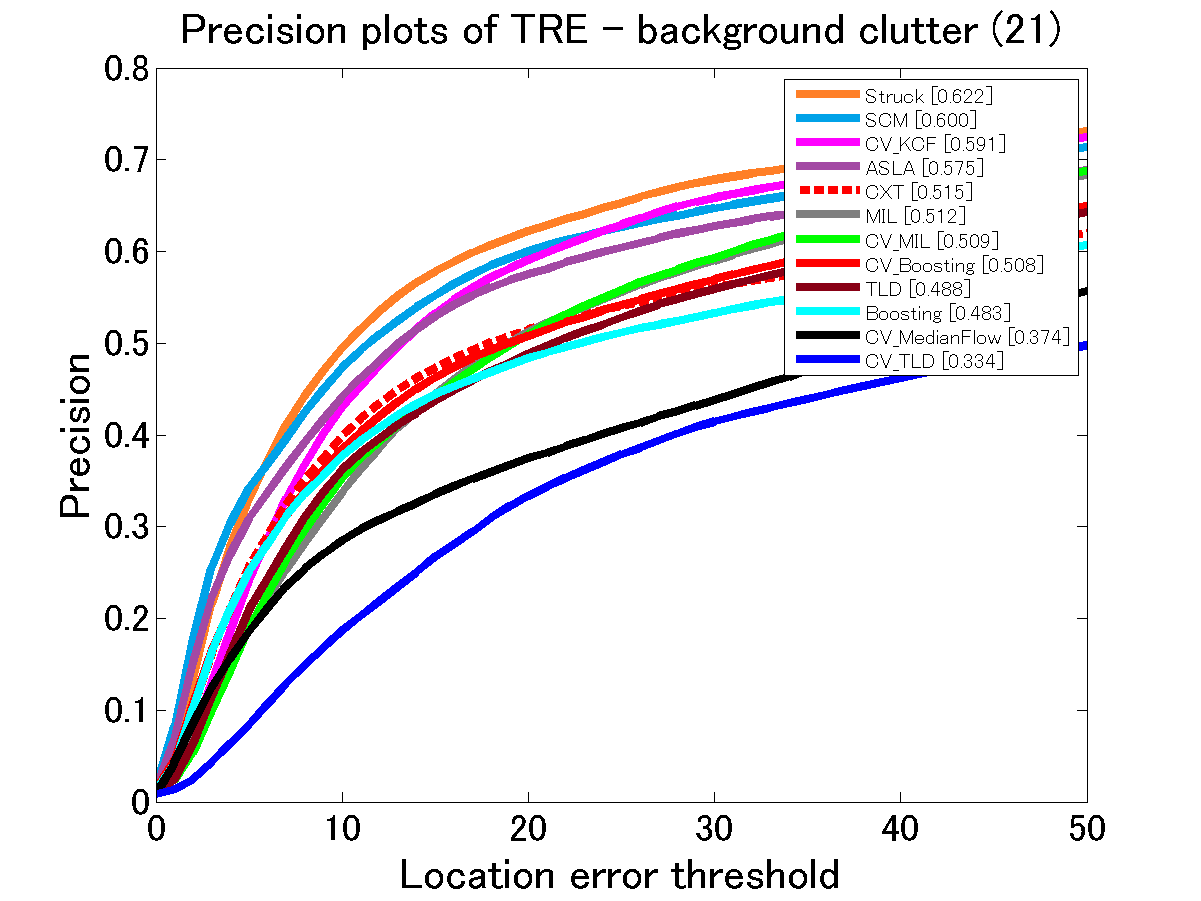 Precision plots of TRE - background clutter (21)
0.8
0.7
0.6
0.5
0.4
0.3
0.2
0.1
0
Precision
Struck [0.622]
SCM [0.600]
CV_KCF [0.591]
ASLA [0.575]
CXT [0.515]
MIL [0.512]
CV_MIL [0.509]
CV_Boosting [0.508]
TLD [0.488]
Boosting [0.483]
CV_MedianFlow [0.374]
CV_TLD [0.334]
0 10 20 30 40 50
Location error threshold